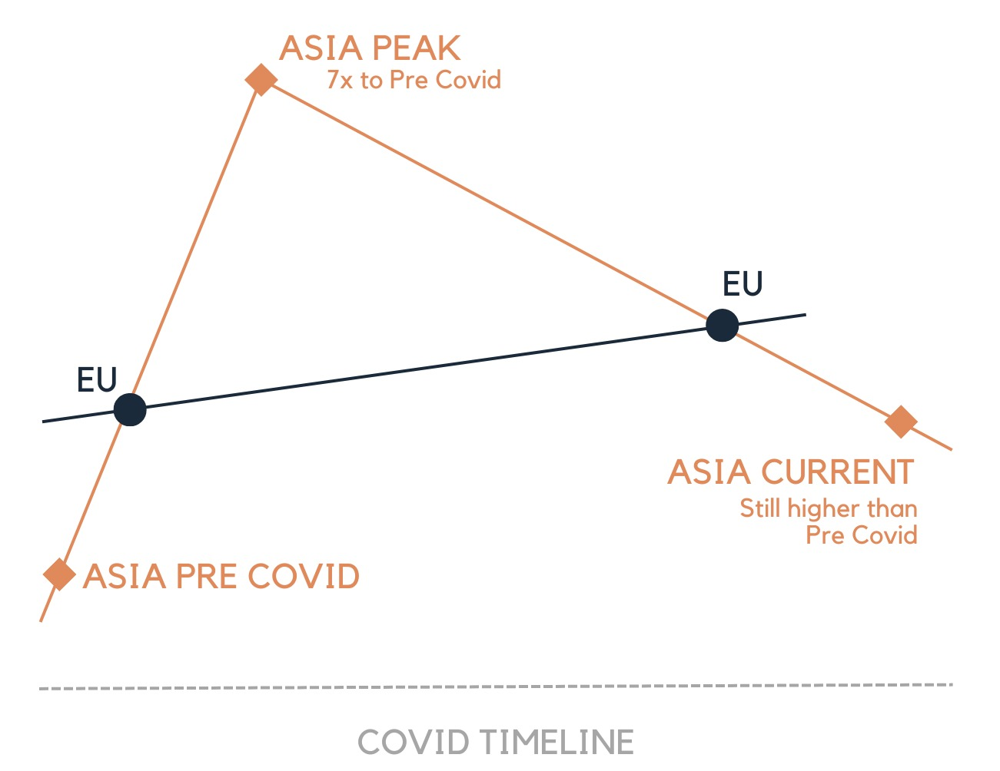 ASIA PEAK
7x to Pre Covid
EU
EU
ASIA CURRENT
Still higher than
Pre Covid
ASIA PRE COVID
COVID TIMELINE